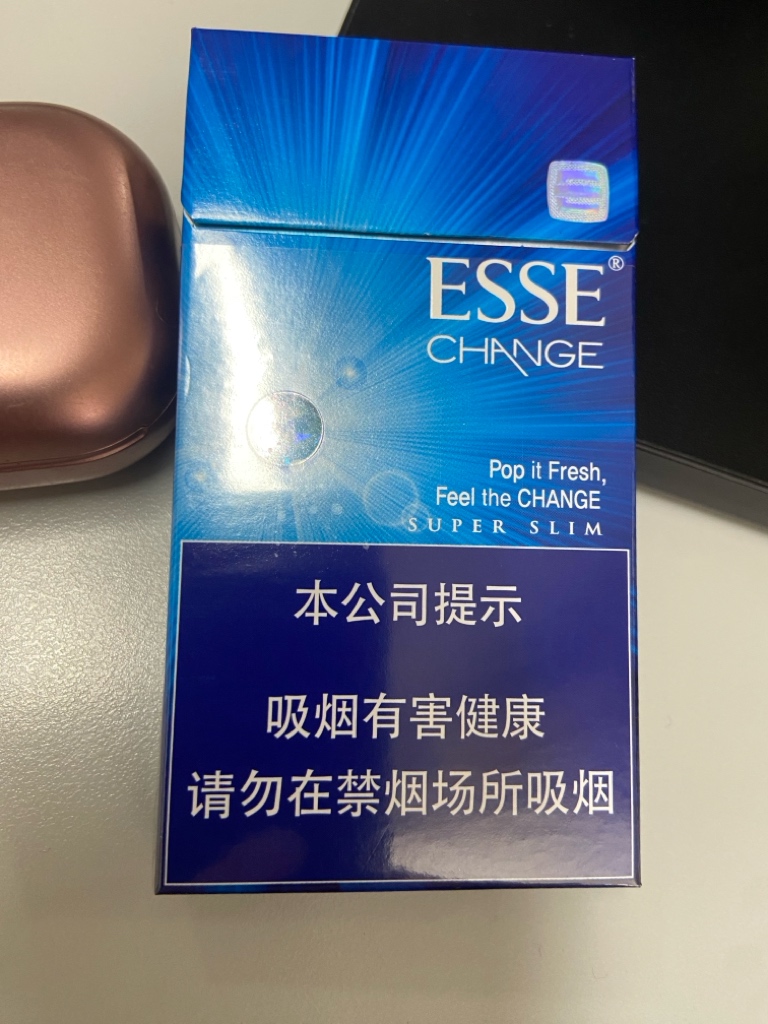 ESSE®
CHANGE
Pop it Fresh,
Feel the CHANGE
SUPER SLIM
本公司提示
吸烟有害健康
请勿在禁烟场所吸烟